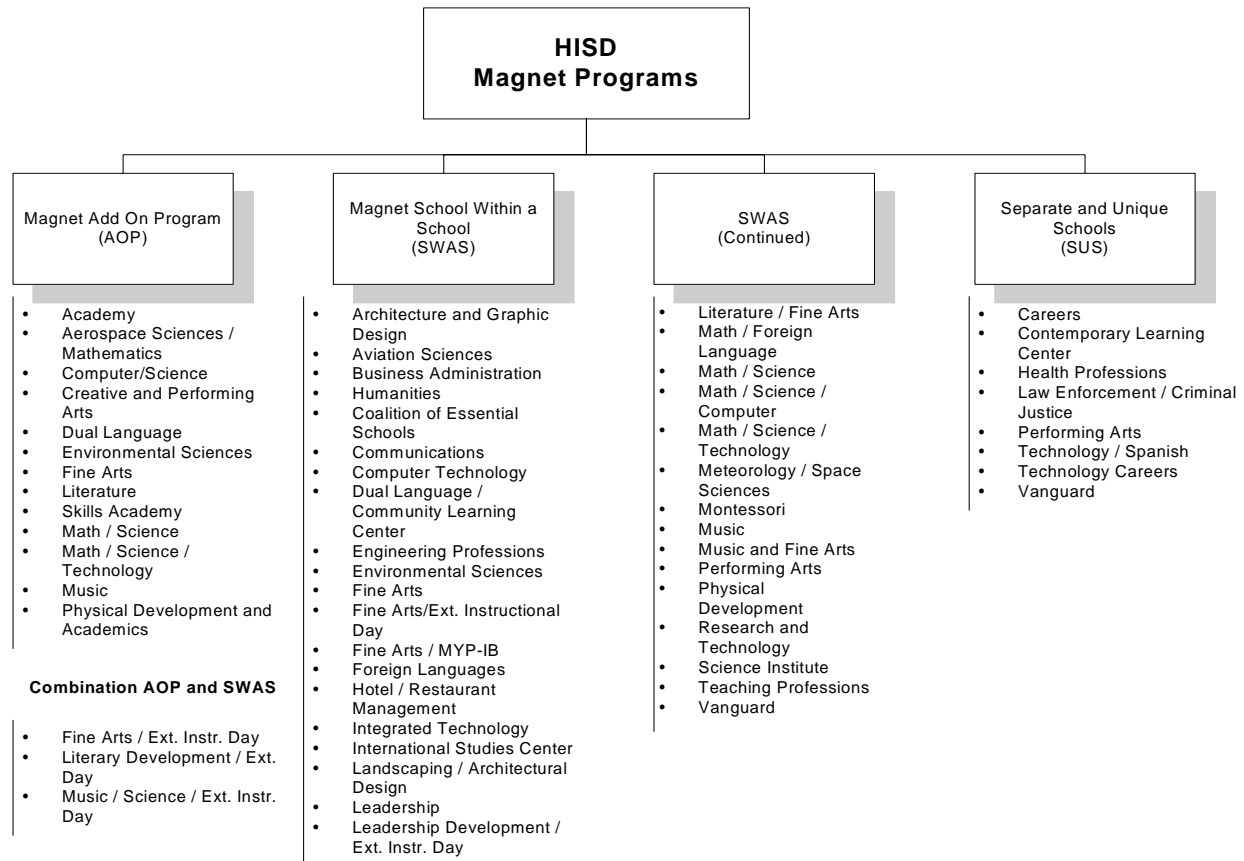 HISD
Magnet Programs
Magnet Add On Program
(AOP)
• Academy
• Aerospace Sciences /
Mathematics
• Computer/Science
• Creative and Performing
Arts
• Dual Language
• Environmental Sciences
• Fine Arts
• Literature
• Skills Academy
• Math / Science
• Math / Science /
Technology
• Music
• Physical Development and
Academics
Combination AOP and SWAS
• Fine Arts / Ext. Instr. Day
• Literary Development / Ext.
Day
• Music / Science / Ext. Instr.
Day
Magnet School Within a
School
(SWAS)
• Architecture and Graphic
Design
• Aviation Sciences
• Business Administration
• Humanities
• Coalition of Essential
Schools
• Communications
• Computer Technology
• Dual Language /
Community Learning
Center
• Engineering Professions
• Environmental Sciences
• Fine Arts
• Fine Arts/Ext. Instructional
Day
• Fine Arts / MYP-IB
• Foreign Languages
• Hotel / Restaurant
Management
• Integrated Technology
• International Studies Center
• Landscaping / Architectural
Design
• Leadership
• Leadership Development /
Ext. Instr. Day
SWAS
(Continued)
• Literature / Fine Arts
• Math / Foreign
Language
• Math / Science
• Math / Science /
Computer
• Math / Science /
Technology
• Meteorology / Space
Sciences
• Montessori
• Music
• Music and Fine Arts
• Performing Arts
• Physical
Development
• Research and
Technology
• Science Institute
• Teaching Professions
• Vanguard
Separate and Unique
Schools
(SUS)
• Careers
• Contemporary Learning
Center
• Health Professions
• Law Enforcement / Criminal
Justice
• Performing Arts
• Technology / Spanish
• Technology Careers
• Vanguard